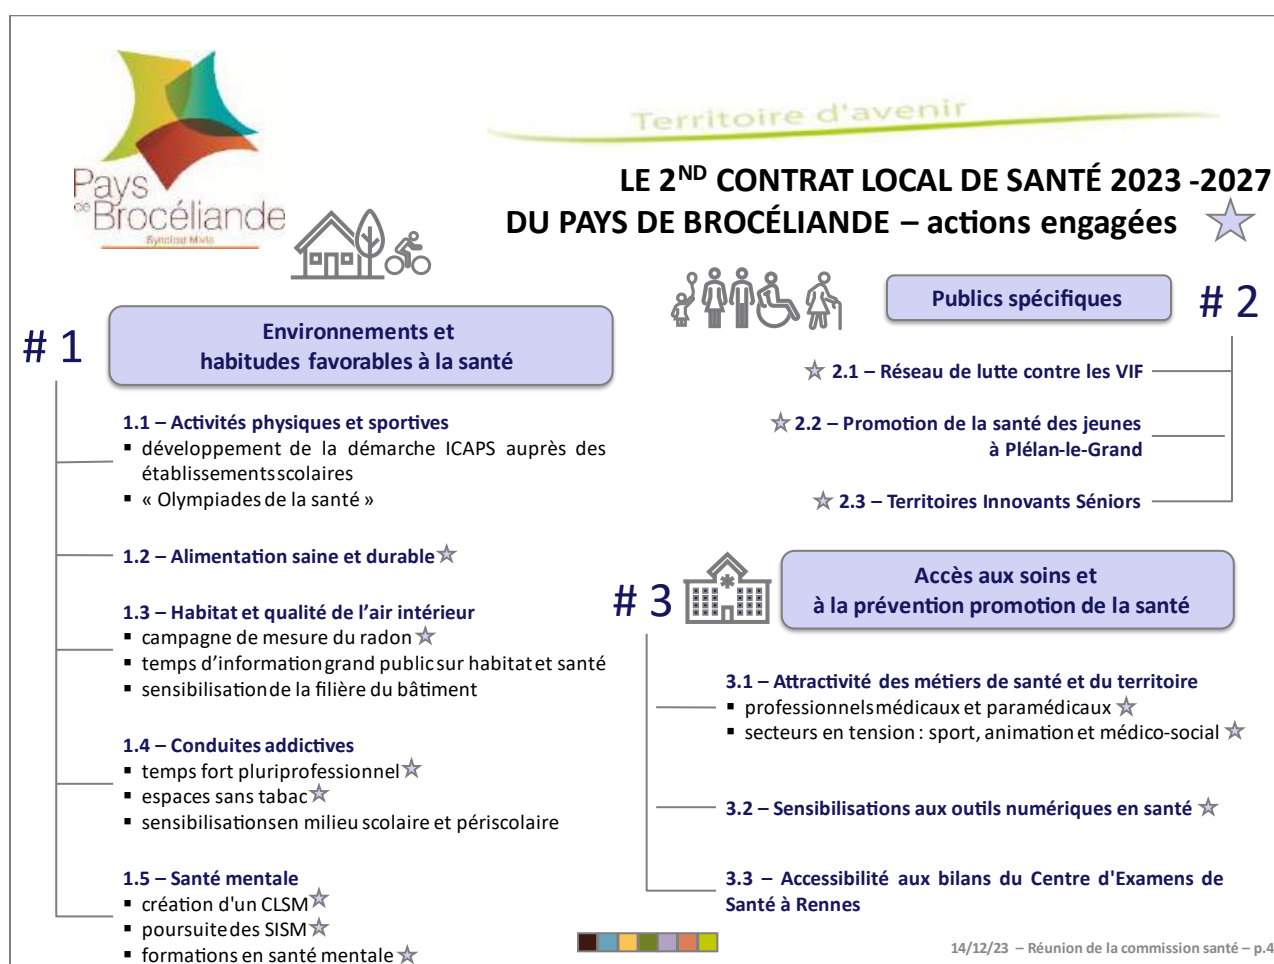 Pays
de Brocéliande
Syndicat Mixte
Territoire d'avenir
LE 2ND CONTRAT LOCAL DE SANTÉ 2023 -2027
DU PAYS DE BROCÉLIANDE – actions engagées
# 1
Environnements et
habitudes favorables à la santé
1.1 – Activités physiques et sportives
▪ développement de la démarche ICAPS auprès des
établissements scolaires
▪ « Olympiades de la santé »
1.2 – Alimentation saine et durable
1.3 – Habitat et qualité de l'air intérieur
▪ campagne de mesure du radon
▪ temps d'information grand public sur habitat et santé
▪ sensibilisation de la filière du bâtiment
1.4 – Conduites addictives
▪ temps fort pluriprofessionnel
▪ espaces sans tabac
▪ sensibilisations en milieu scolaire et périscolaire
1.5 – Santé mentale
▪ création d'un CLSM
▪ poursuite des SISM
▪ formations en santé mentale
Publics spécifiques
# 2
2.1 – Réseau de lutte contre les VIF
2.2 – Promotion de la santé des jeunes
à Plélan-le-Grand
2.3 – Territoires Innovants Séniors
# 3
Accès aux soins et
à la prévention promotion de la santé
3.1 – Attractivité des métiers de santé et du territoire
▪ professionnels médicaux et paramédicaux
▪ secteurs en tension : sport, animation et médico-social
3.2 – Sensibilisations aux outils numériques en santé
3.3 – Accessibilité aux bilans du Centre d'Examens de
Santé à Rennes
14/12/23 – Réunion de la commission santé – p.4